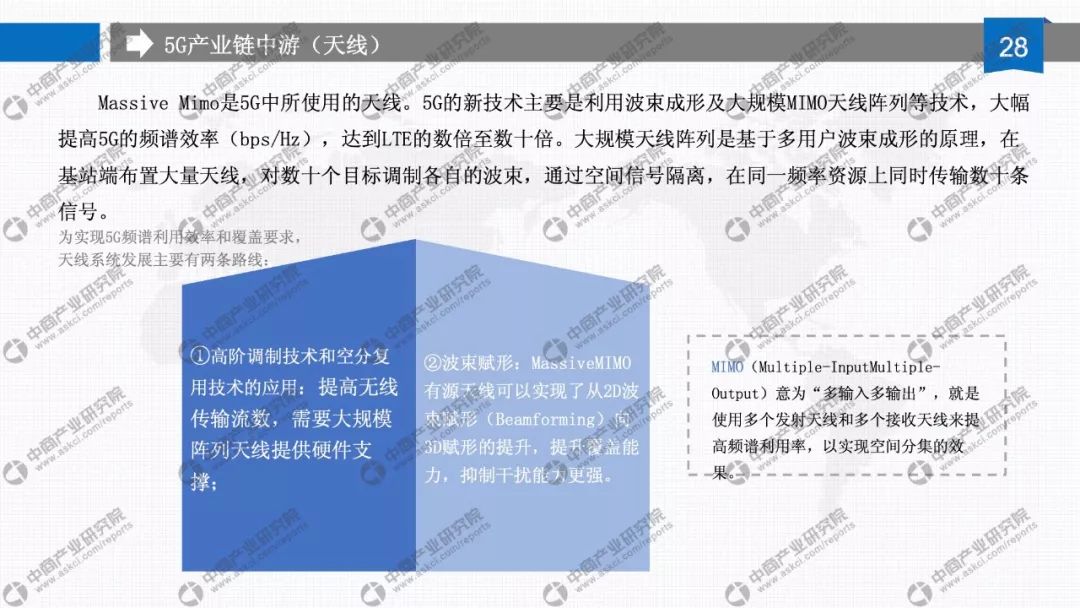 5G产业链中游（天线）
28
Massive Mimo是5G中所使用的天线。5G的新技术主要是利用波束成形及大规模MIMO天线阵列等技术，大幅
提高5G的频谱效率（bps/Hz），达到LTE的数倍至数十倍。大规模天线阵列是基于多用户波束成形的原理，在
基站端布置大量天线，对数十个目标调制各自的波束，通过空间信号隔离，在同一频率资源上同时传输数十条
信号。
为实现5G频谱利用效率和覆盖要求，
天线系统发展主要有两条路线：
①高阶调制技术和空分复
用技术的应用：提高无线
传输流数，需要大规模
阵列天线提供硬件支
撑；
②波束赋形：MassiveMIMO
有源天线可以实现了从2D波
束赋形（Beamforming）向
3D赋形的提升，提升覆盖能
力，抑制干扰能力更强。
MIMO（Multiple-InputMultiple-
Output）意为“多输入多输出”，就是
使用多个发射天线和多个接收天线来提
高频谱利用率，以实现空间分集的效
果。
中商产业研究院
www.askci.com/reports